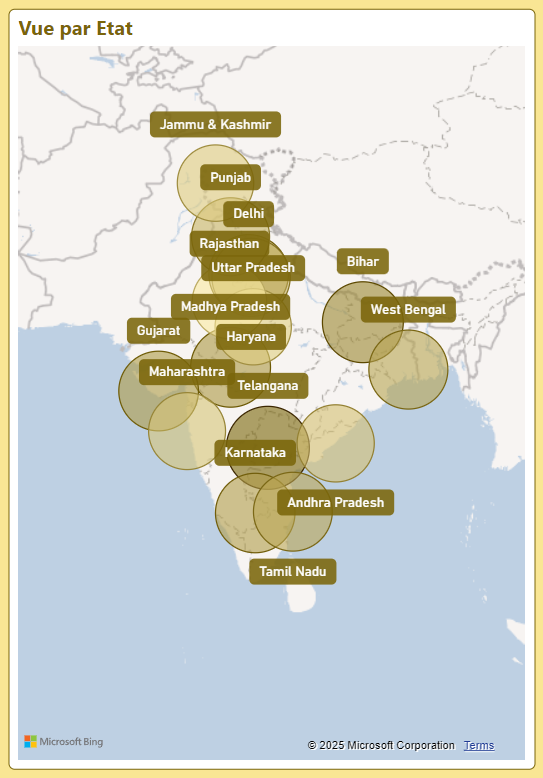 Vue par Etat
Jammu & Kashmir
Punjab
Delhi
Rajasthan
Uttar Pradesh
Bihar
Madhya Pradesh
West Bengal
Gujarat
Haryana
Maharashtra
Telangana
Karnataka
Andhra Pradesh
Tamil Nadu
Microsoft Bing
© 2025 Microsoft Corporation Terms